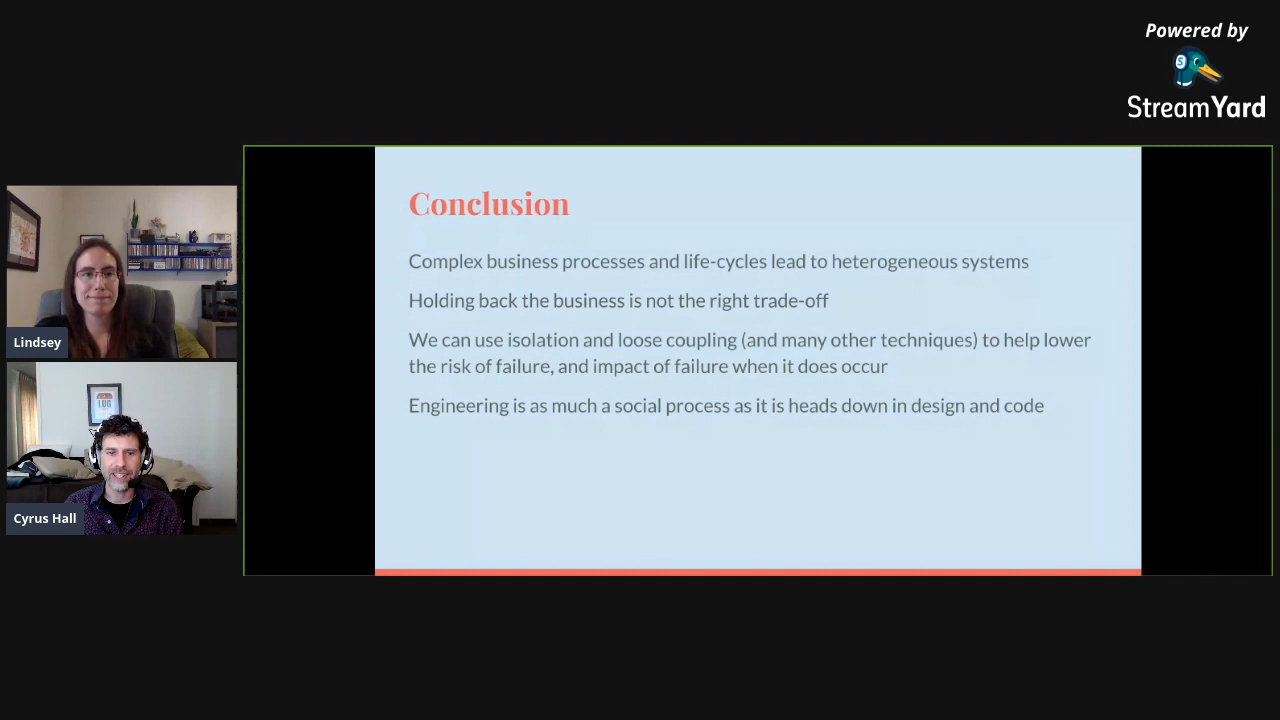 Powered by
StreamYard
Conclusion
Complex business processes and life-cycles lead to heterogeneous systems
Holding back the business is not the right trade-off
We can use isolation and loose coupling (and many other techniques) to help lower
the risk of failure, and impact of failure when it does occur
Engineering is as much a social process as it is heads down in design and code
Lindsey
LUG
Cyrus Hall